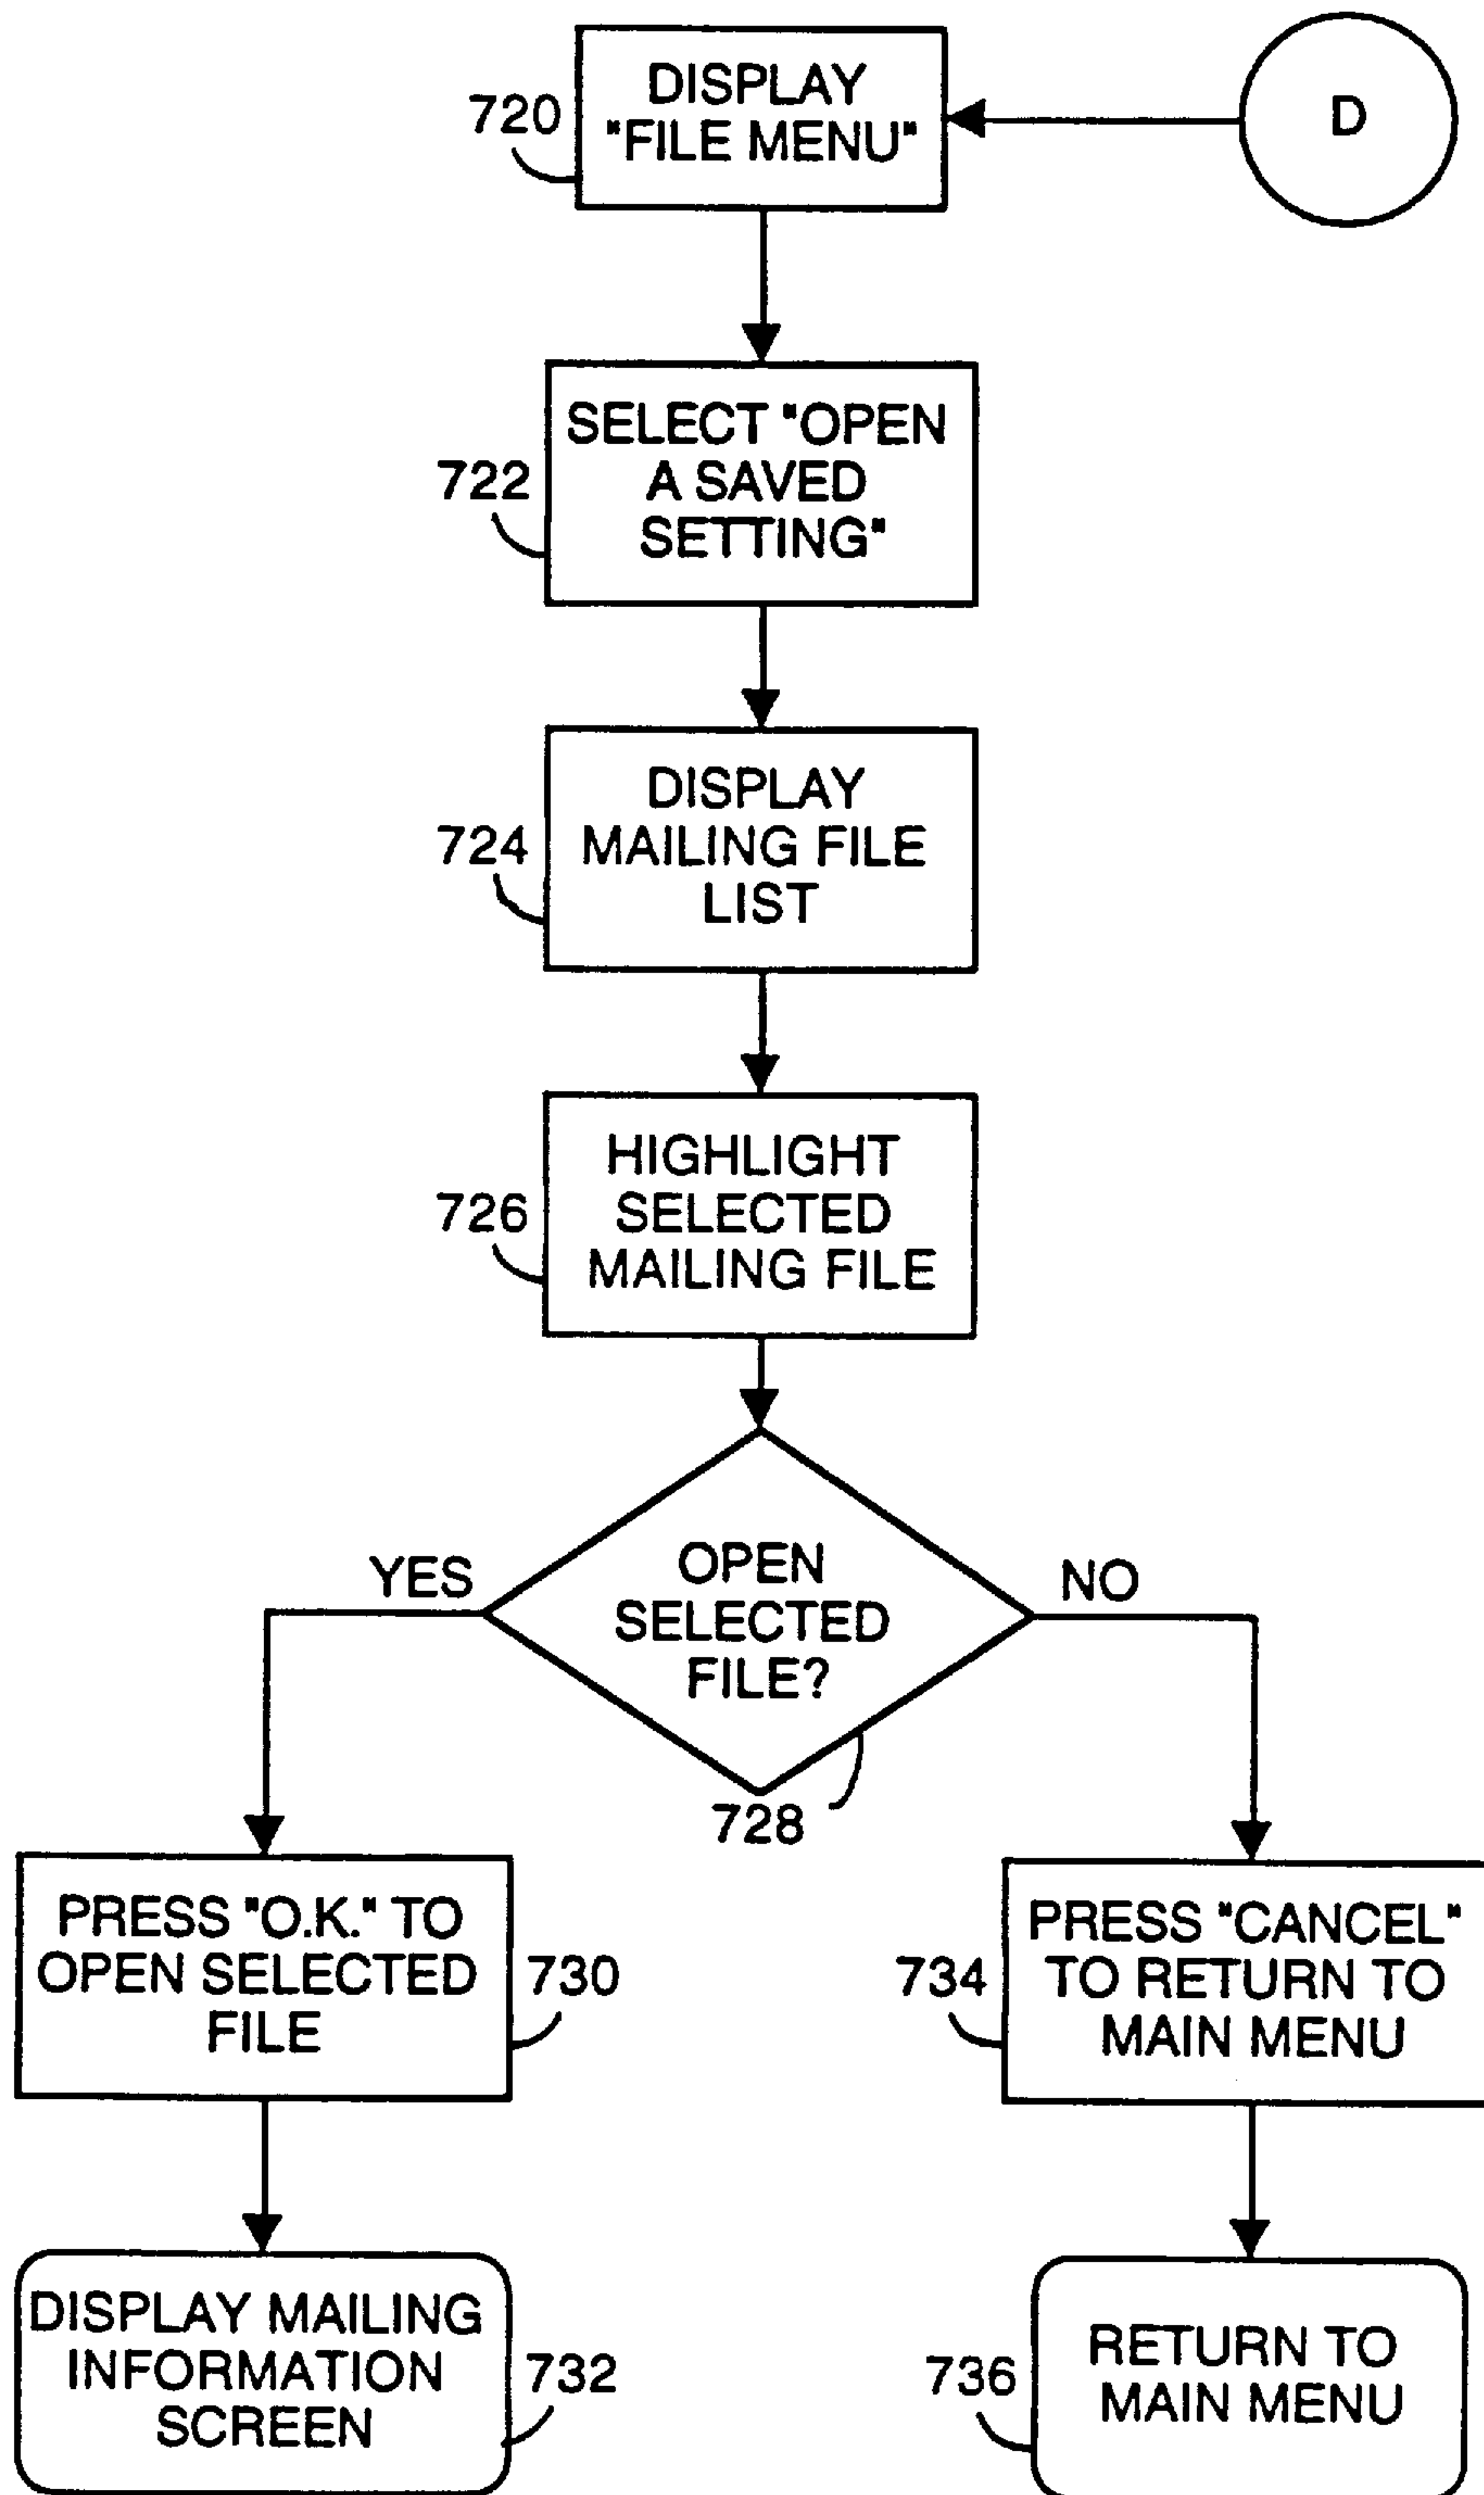 DISPLAY
"FILE MENU"
720
D
SELECT "OPEN
A SAVED
SETTING"
722
DISPLAY
MAILING FILE
LIST
724
HIGHLIGHT
SELECTED
MAILING FILE
726
OPEN
SELECTED
FILE?
YES
NO
728
PRESS "O.K." TO
OPEN SELECTED
FILE
730
734
PRESS "CANCEL"
TO RETURN TO
MAIN MENU
DISPLAY MAILING
INFORMATION
SCREEN
732
736
RETURN TO
MAIN MENU